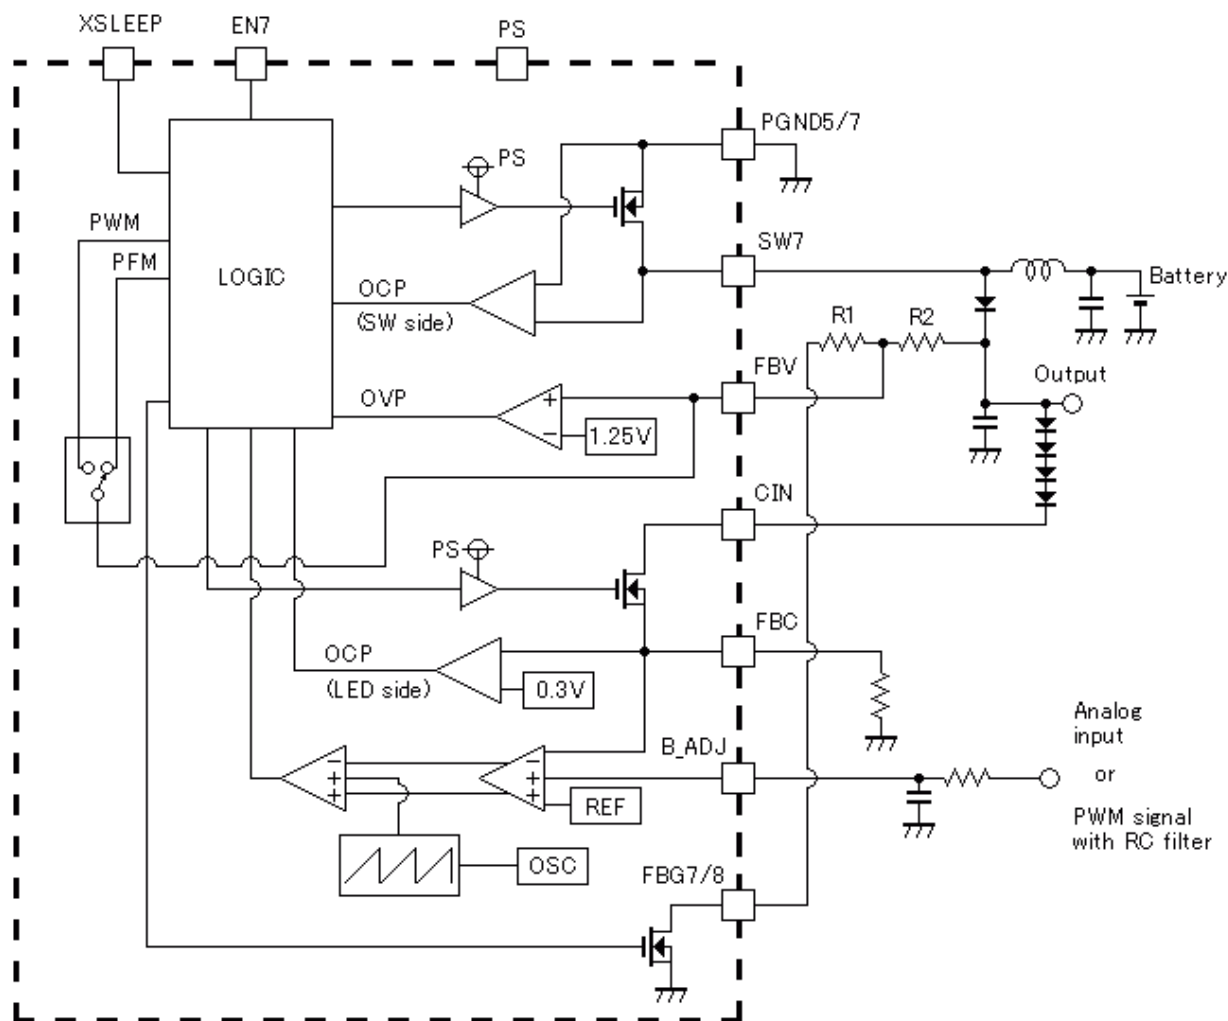 XSLEEP
EN7
PS
PGND5/7
PS
PWM
PFM
LOGIC
OCP
(SW side)
SW7
Battery
R1
R2
FBV
Output
OVP
+
−
1.25V
CIN
PS
FBC
OCP
(LED side)
0.3V
B_ADJ
Analog
input
or
PWM signal
with RC filter
−
+
+
−
+
+
REF
OSC
FBG7/8